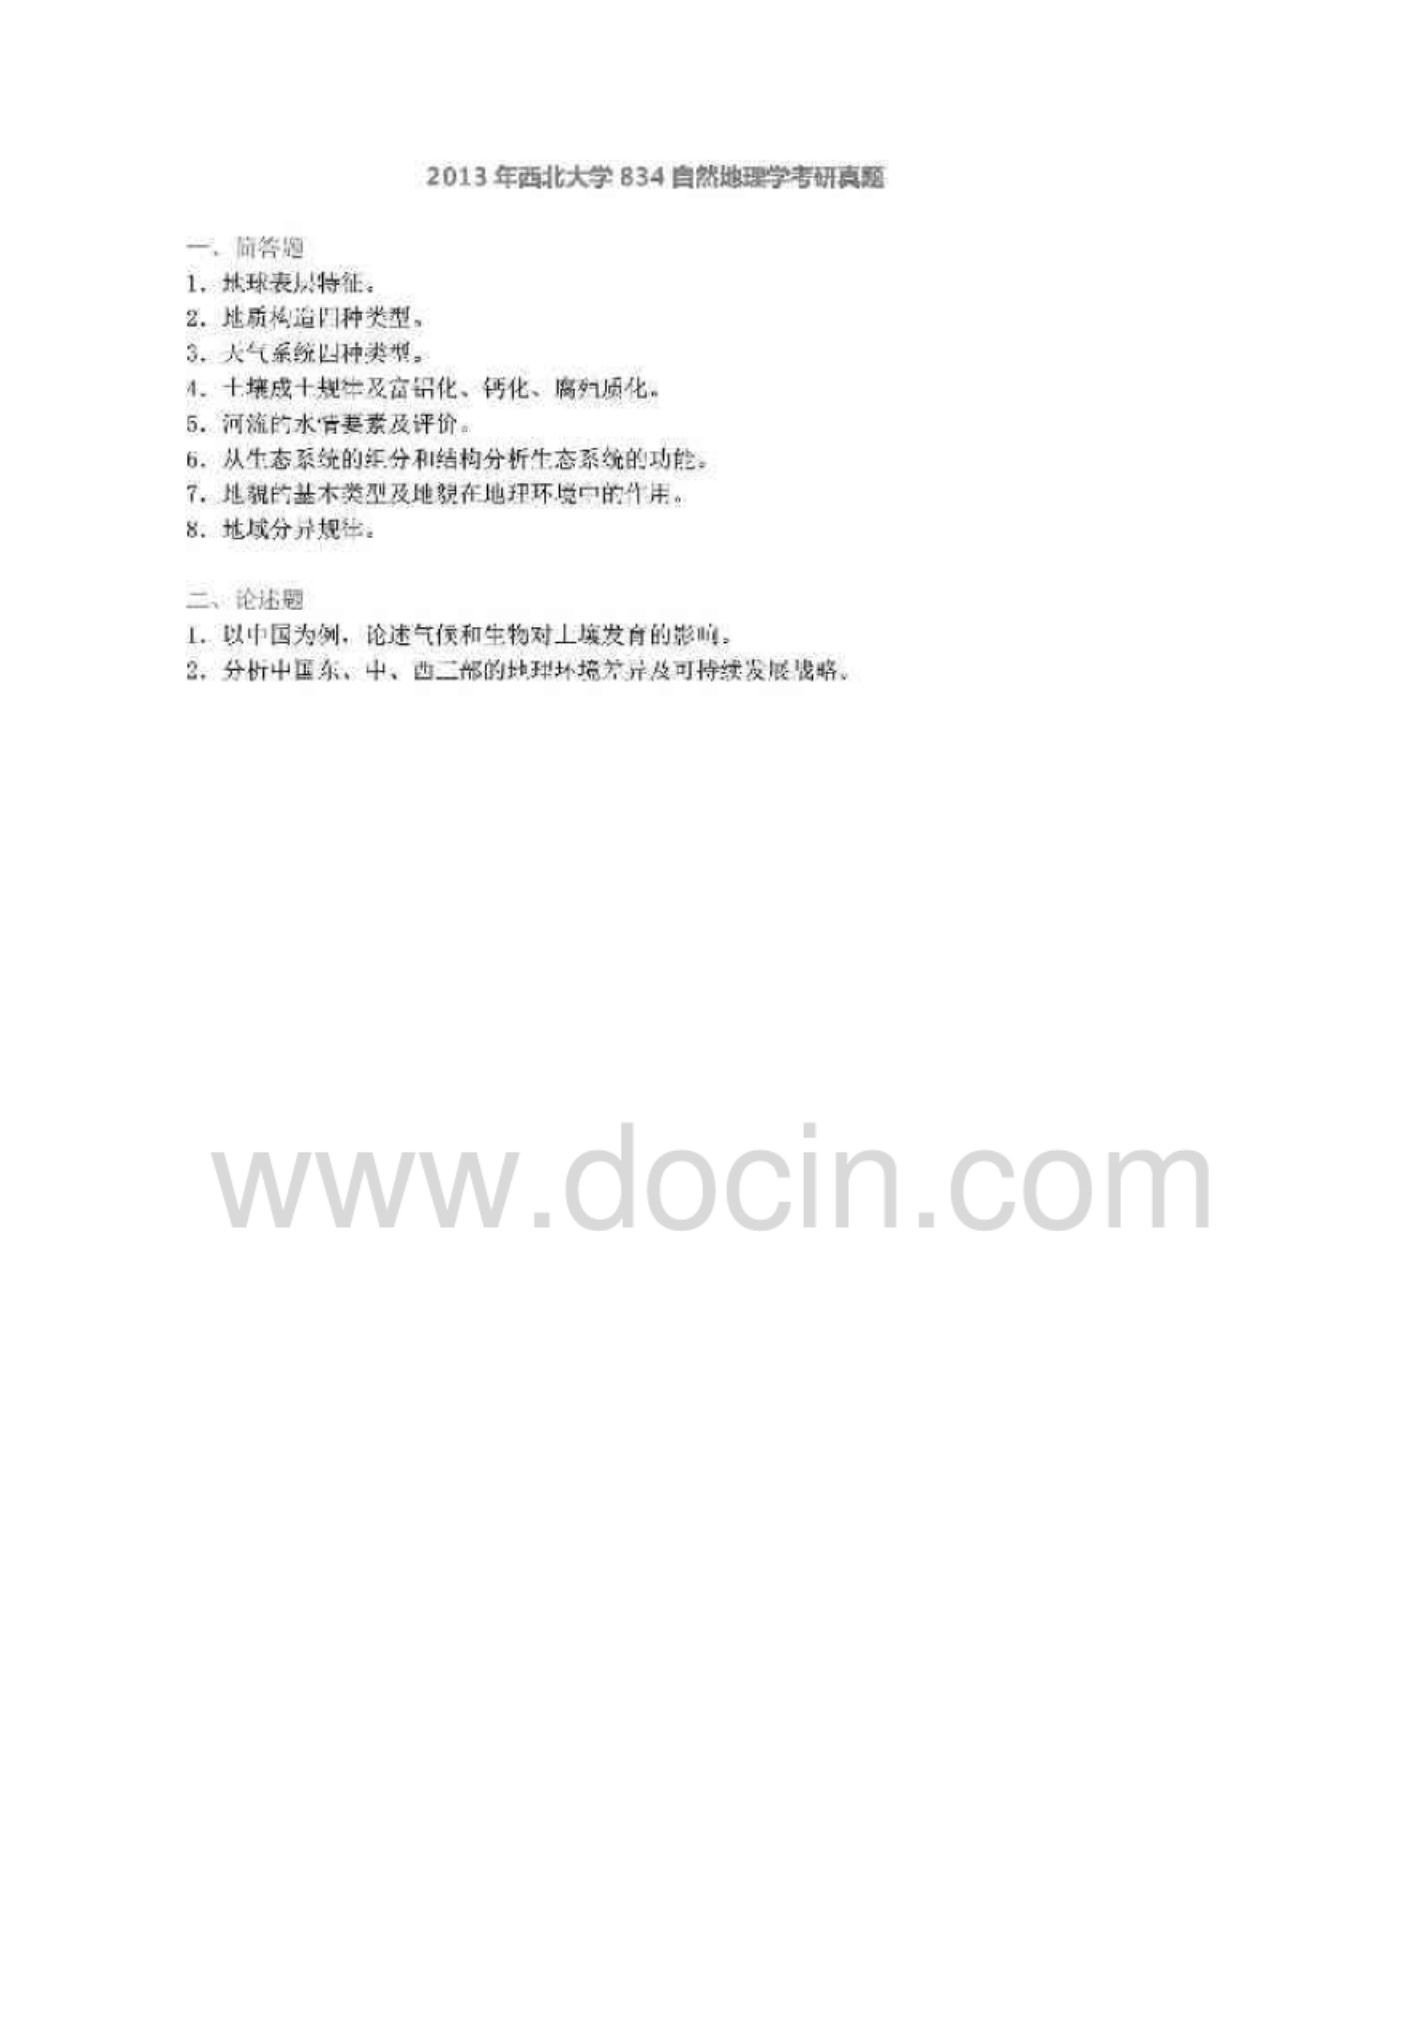 2013 年西北大学 834 自然地理学考研真题
一、简答题
1. 地球表层特征。
2. 地质构造四种类型。
3. 天气系统四种类型。
4. 土壤成土规律及富铝化、钙化、腐殖质化。
5. 河流的水情要素及评价。
6. 从生态系统的组分和结构分析生态系统的功能。
7. 地貌的基本类型及地貌在地理环境中的作用。
8. 地域分异规律。
二、论述题
1. 以中国为例，论述气候和生物对土壤发育的影响。
2. 分析中国东、中、西三部的地理环境差异及可持续发展战略。
www.docin.com